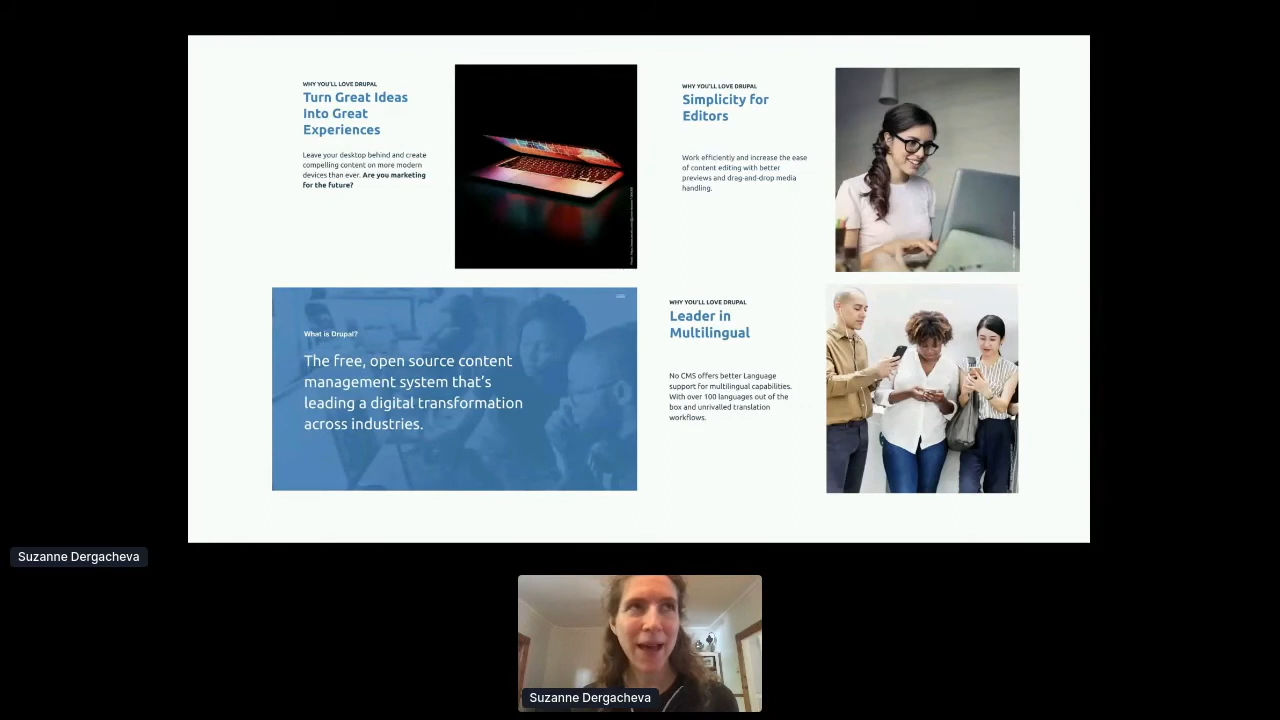 WHY YOU'LL LOVE DRUPAL
Turn Great Ideas
Into Great
Experiences
Leave your desktop behind and create
compelling content on more modern
devices than ever. Are you marketing
for the future?
WHY YOU'LL LOVE DRUPAL
Simplicity for
Editors
Work efficiently and increase the ease
of content editing with better
previews and drag-and-drop media
handling.
What is Drupal?
The free, open source content
management system that's
leading a digital transformation
across industries.
WHY YOU'LL LOVE DRUPAL
Leader in
Multilingual
No CMS offers better Language
support for multilingual capabilities.
With over 100 languages out of the
box and unrivalled translation
workflows.
Suzanne Dergacheva
Suzanne Dergacheva